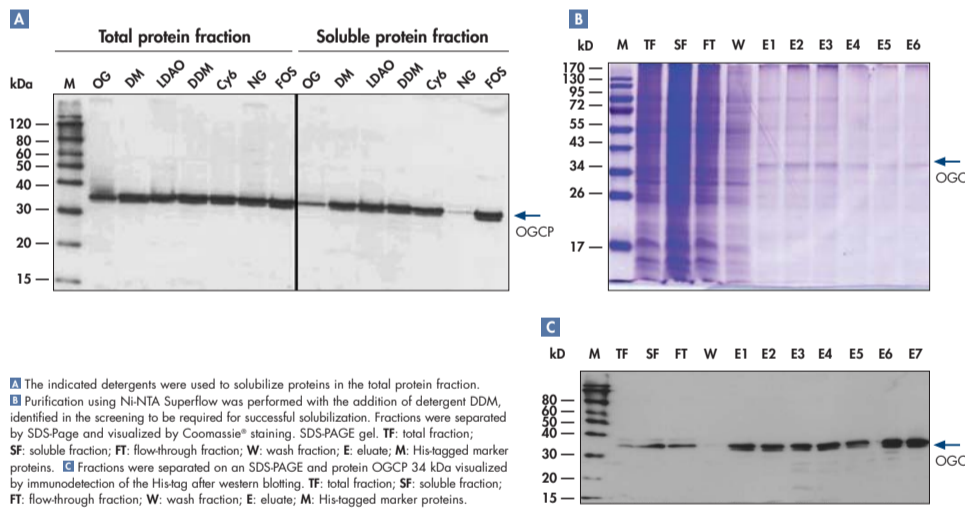 A
Total protein fraction
Soluble protein fraction
kDa M OG DM LDAO DDM Cy6 NG FOS OG DM LDAO DDM Cy6 NG FOS
120
80
60
50
40
30
20
15
OGCP
B
kD M TF SF FT W E1 E2 E3 E4 E5 E6
170
130
95
72
55
43
34
26
17
OGC
C
kD M TF SF FT W E1 E2 E3 E4 E5 E6 E7
80
60
50
40
30
20
15
OGC
A The indicated detergents were used to solubilize proteins in the total protein fraction.
B Purification using Ni-NTA Superflow was performed with the addition of detergent DDM,
identified in the screening to be required for successful solubilization. Fractions were separated
by SDS-Page and visualized by Coomassie® staining. SDS-PAGE gel. TF: total fraction;
SF: soluble fraction; FT: flow-through fraction; W: wash fraction; E: eluate; M: His-tagged marker
proteins. C Fractions were separated on an SDS-PAGE and protein OGCP 34 kDa visualized
by immunodetection of the His-tag after western blotting. TF: total fraction; SF: soluble fraction;
FT: flow-through fraction; W: wash fraction; E: eluate; M: His-tagged marker proteins.